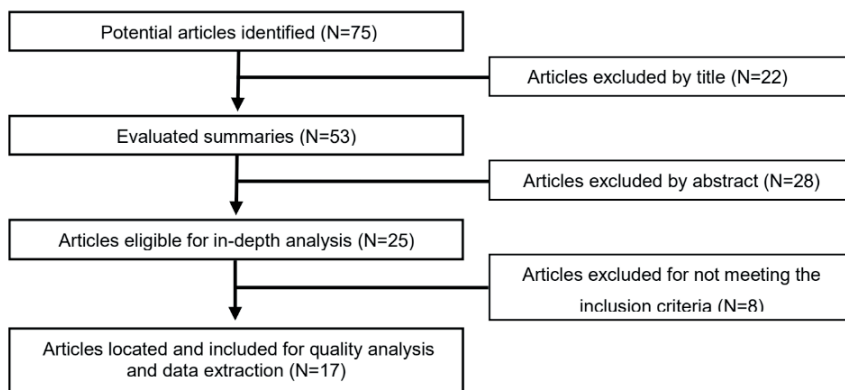 Potential articles identified (N=75)
Articles excluded by title (N=22)
Evaluated summaries (N=53)
Articles excluded by abstract (N=28)
Articles eligible for in-depth analysis (N=25)
Articles excluded for not meeting the
inclusion criteria (N=8)
Articles located and included for quality analysis
and data extraction (N=17)